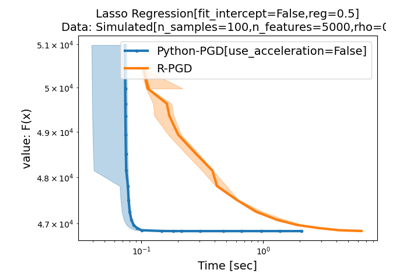 Lasso Regression[fit_intercept=False,reg=0.5]
Data: Simulated[n_samples=100,n_features=5000,rho=0
Python-PGD[use_acceleration=False]
R-PGD
value: F(x)
5.1 × 10⁴
5 × 10⁴
4.9 × 10⁴
4.8 × 10⁴
4.7 × 10⁴
10⁻¹
10⁰
Time [sec]